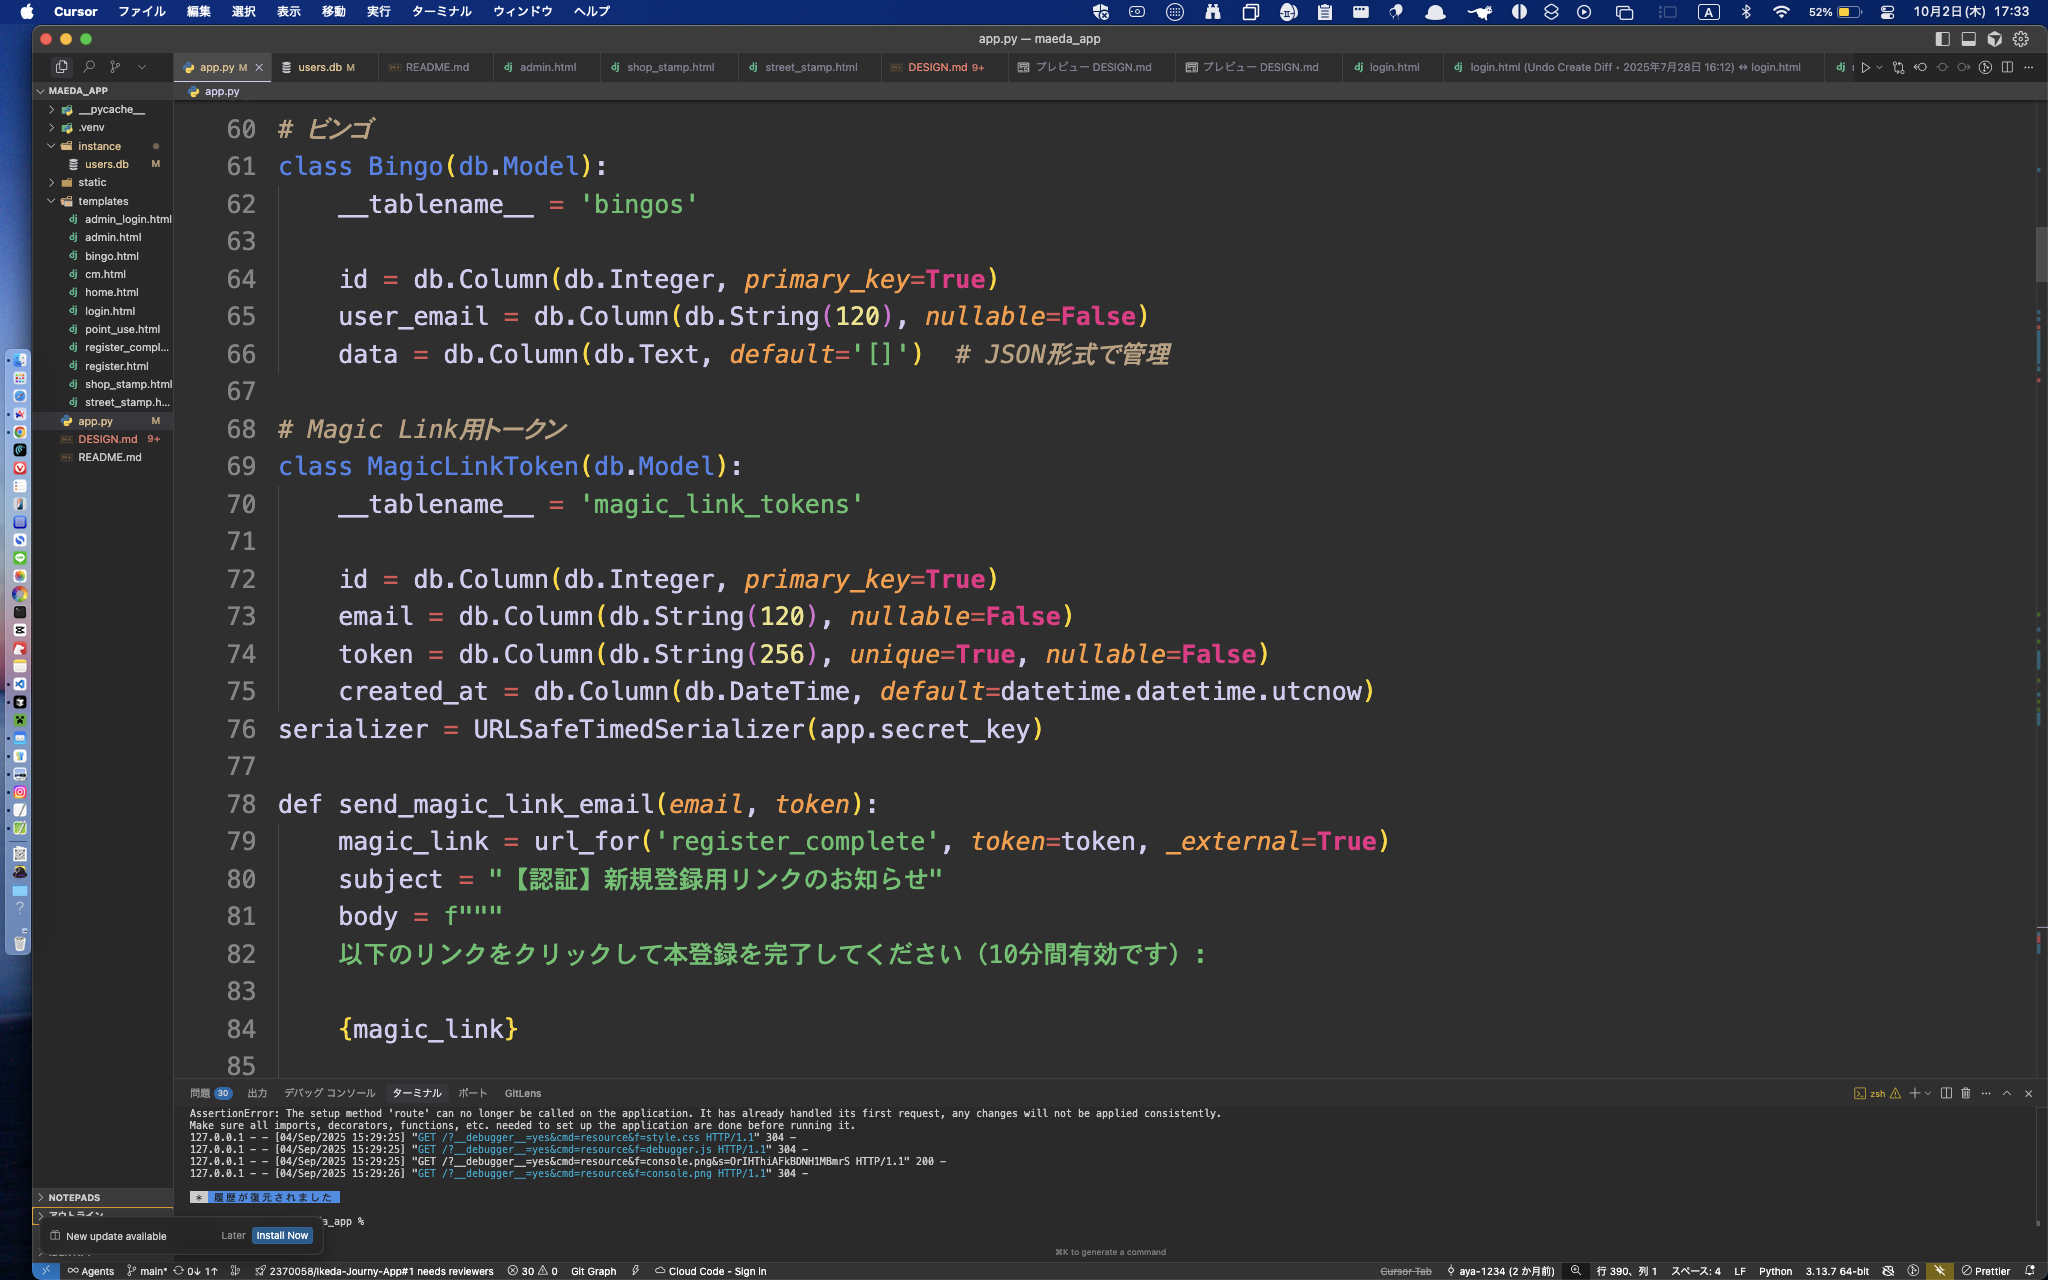 Cursor ファイル 編集 選択 表示 移動 実行 ターミナル ウィンドウ ヘルプ A 52% 10月2日(木) 17:33
app.py — maeda_app
app.py M users.db M README.md admin.html shop_stamp.html street_stamp.html DESIGN.md 9+ プレビュー DESIGN.md プレビュー DESIGN.md login.html login.html (Undo Create Diff • 2025年7月28日 16:12) ↔ login.html
MAEDA_APP
__pycache__
.venv
instance
users.db M
static
templates
admin_login.html
admin.html
bingo.html
cm.html
home.html
login.html
point_use.html
register_compl...
register.html
shop_stamp.html
street_stamp.h...
app.py M
DESIGN.md 9+
README.md
NOTEPADS
アウトライン
app.py
60 # ビンゴ
61 class Bingo(db.Model):
62 __tablename__ = 'bingos'
63
64 id = db.Column(db.Integer, primary_key=True)
65 user_email = db.Column(db.String(120), nullable=False)
66 data = db.Column(db.Text, default='[]') # JSON形式で管理
67
68 # Magic Link用トークン
69 class MagicLinkToken(db.Model):
70 __tablename__ = 'magic_link_tokens'
71
72 id = db.Column(db.Integer, primary_key=True)
73 email = db.Column(db.String(120), nullable=False)
74 token = db.Column(db.String(256), unique=True, nullable=False)
75 created_at = db.Column(db.DateTime, default=datetime.datetime.utcnow)
76 serializer = URLSafeTimedSerializer(app.secret_key)
77
78 def send_magic_link_email(email, token):
79 magic_link = url_for('register_complete', token=token, _external=True)
80 subject = "【認証】新規登録用リンクのお知らせ"
81 body = f"""
82 以下のリンクをクリックして本登録を完了してください（10分間有効です）:
83
84 {magic_link}
85
問題 30 出力 デバッグ コンソール ターミナル ポート GitLens zsh
AssertionError: The setup method 'route' can no longer be called on the application. It has already handled its first request, any changes will not be applied consistently.
Make sure all imports, decorators, functions, etc. needed to set up the application are done before running it.
127.0.0.1 - - [04/Sep/2025 15:29:25] "GET /?__debugger__=yes&cmd=resource&f=style.css HTTP/1.1" 304 -
127.0.0.1 - - [04/Sep/2025 15:29:25] "GET /?__debugger__=yes&cmd=resource&f=debugger.js HTTP/1.1" 304 -
127.0.0.1 - - [04/Sep/2025 15:29:25] "GET /?__debugger__=yes&cmd=resource&f=console.png&s=OrIHThiAFkBDNH1MBmrS HTTP/1.1" 200 -
127.0.0.1 - - [04/Sep/2025 15:29:26] "GET /?__debugger__=yes&cmd=resource&f=console.png HTTP/1.1" 304 -
* 履歴が復元されました
a_app %
New update available Later Install Now
⌘K to generate a command
Agents main* 0↓ 1↑ 2370058/Ikeda-Journy-App#1 needs reviewers 30 0 Git Graph Cloud Code - Sign in Cursor Tab aya-1234 (2 か月前) 行 390、列 1 スペース: 4 LF Python 3.13.7 64-bit Prettier